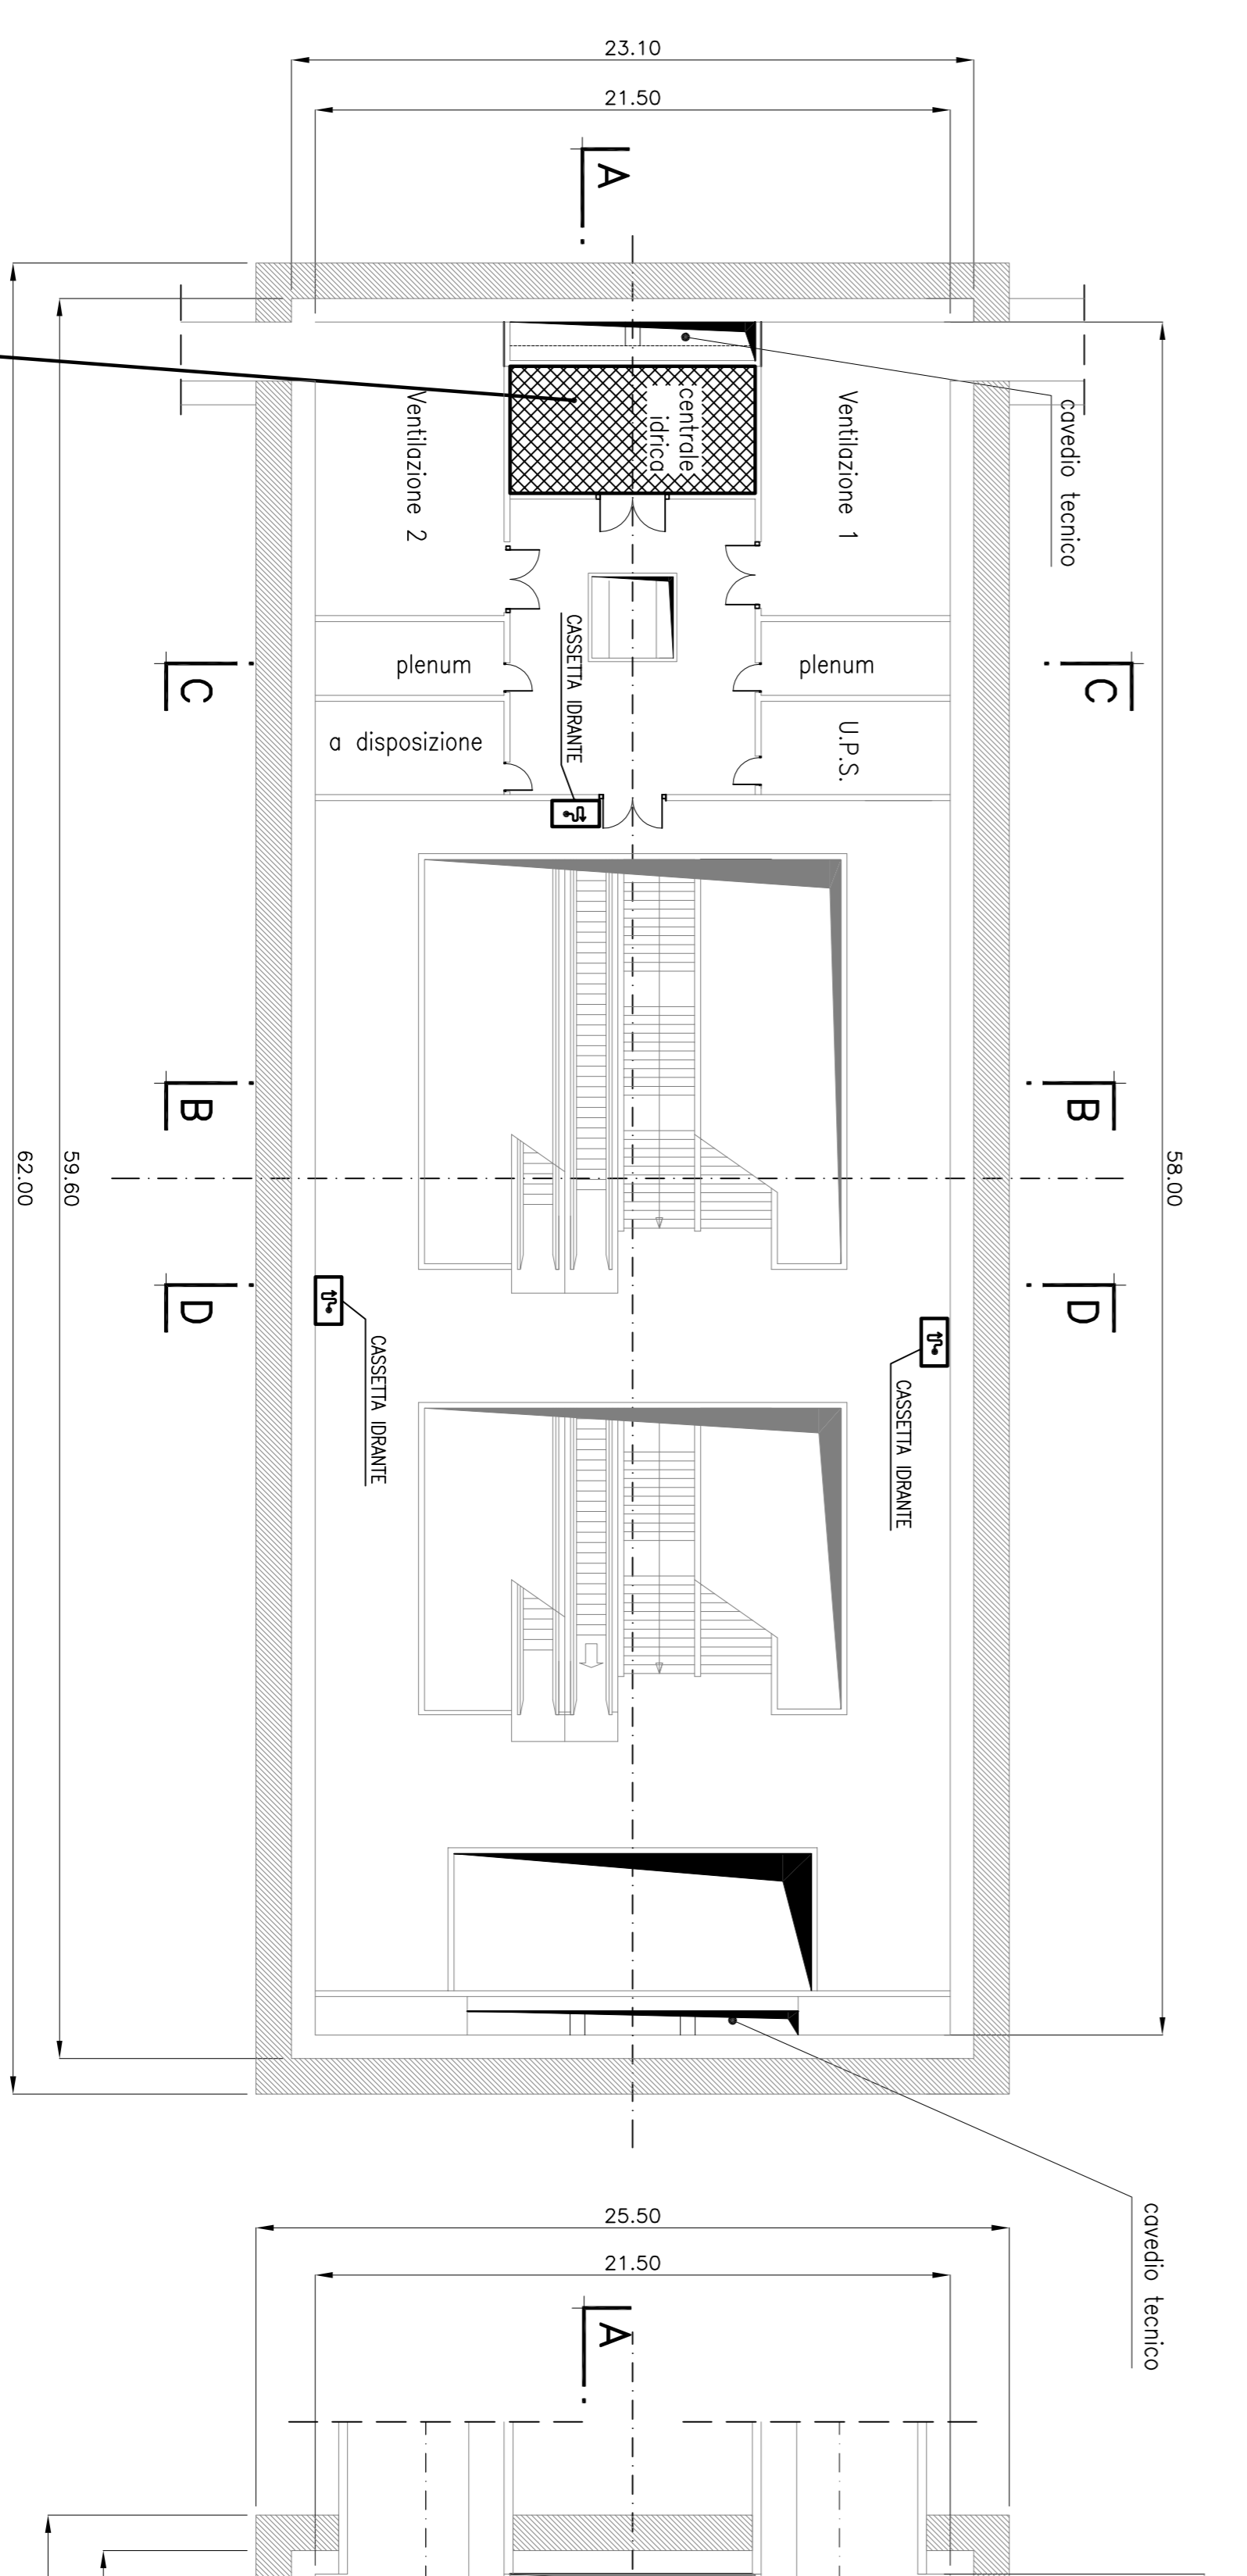 23.10
21.50
A
cavedio tecnico
centrale
idrica
Ventilazione 1
Ventilazione 2
CASSETTA IDRANTE
plenum
plenum
C
C
a disposizione
U.P.S.
B
B
58.00
59.60
62.00
D
D
CASSETTA IDRANTE
CASSETTA IDRANTE
cavedio tecnico
25.50
21.50
A